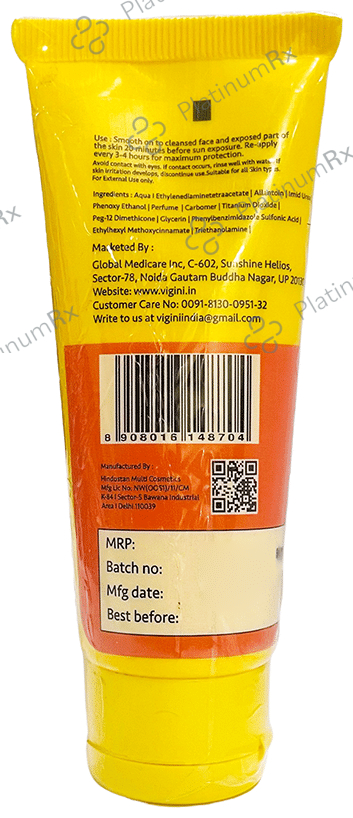 PlatinumRx
Use : Smooth on to cleansed face and exposed part of
the skin 20 minutes before sun exposure. Re-apply
every 3-4 hours for maximum protection.
Avoid contact with eyes. If contact occurs, rinse well with water. If
skin irritation, develops discontinue use.Suitable for all Skin types.
For External Use only.
Ingredients : Aqua I Ethylenediaminetetraacetate | Allantoin | Imid Urea
Phenoxy Ethanol | Perfume | Carbomer | Titanium Dioxide |
Peg-12 Dimethicone | Glycerin | Phenylbenzimidazole Sulfonic Acid |
Ethylhexyl Methoxycinnamate | Triethanolamine |
Marketed By :
Global Medicare Inc, C-602, Sunshine Helios,
Sector-78, Noida Gautam Buddha Nagar, UP 201301
Website: www.vigini.in
Customer Care No: 0091-8130-0951-32
Write to us at viginiindia@gmail.com
8 908016 148704
Manufactured By :
Hindostan Multi Cosmetics
Mfg Lic No:
K-84 I Sector-5 Bawana Industrial
Area I Delhi 110039
MRP:
Batch no:
Mfg date:
Best before: